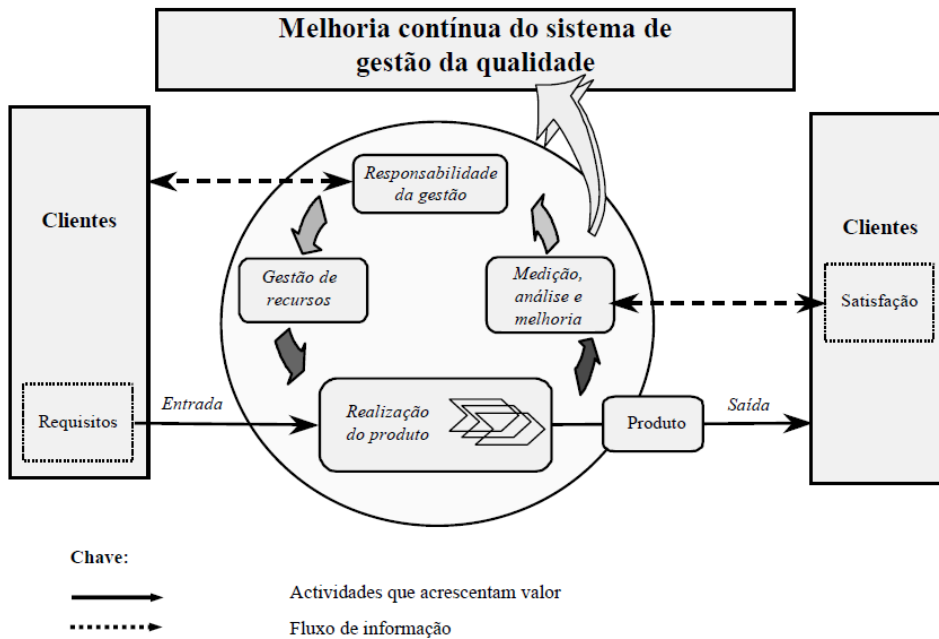 Melhoria contínua do sistema de
gestão da qualidade
Responsabilidade
da gestão
Clientes
Clientes
Gestão de
recursos
Medição,
análise e
melhoria
Satisfação
Requisitos
Entrada
Realização
do produto
Produto
Saída
Chave:
Actividades que acrescentam valor
Fluxo de informação